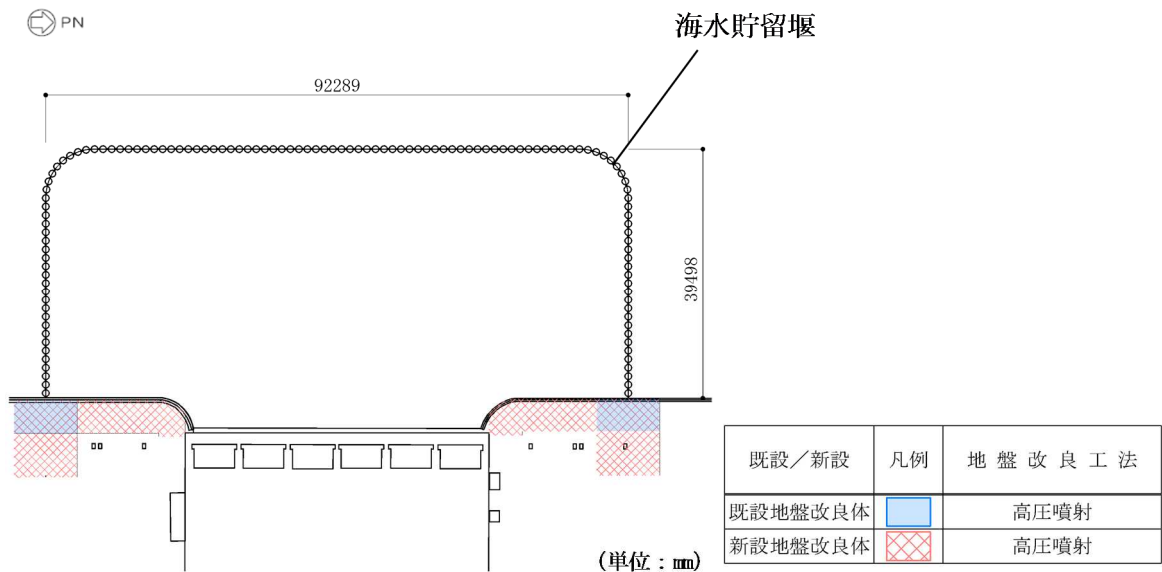 PN
海水貯留堰
92289
39498
既設／新設 凡例 地盤改良工法
既設地盤改良体 高圧噴射
新設地盤改良体 高圧噴射
(単位：㎜)